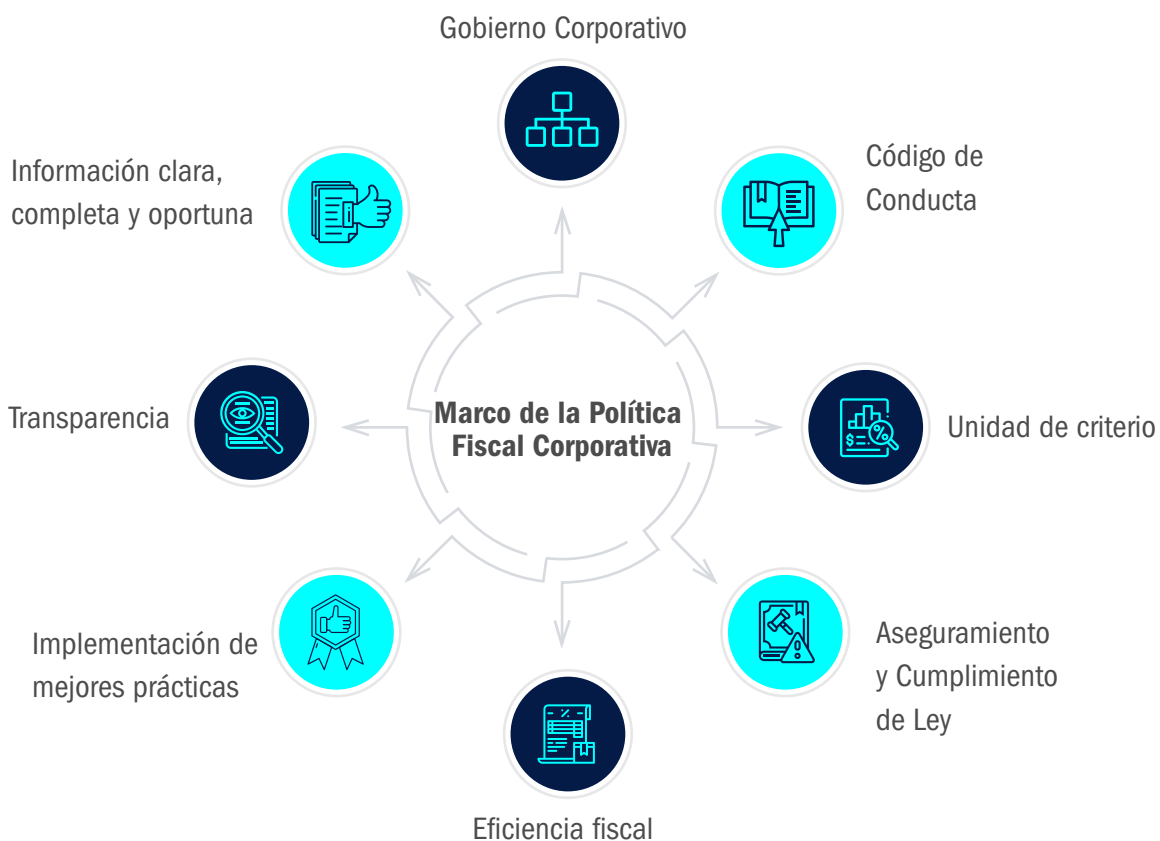 Gobierno Corporativo
Código de
Conducta
Información clara,
completa y oportuna
Transparencia
Marco de la Política
Fiscal Corporativa
Unidad de criterio
Implementación de
mejores prácticas
Aseguramiento
y Cumplimiento
de Ley
Eficiencia fiscal